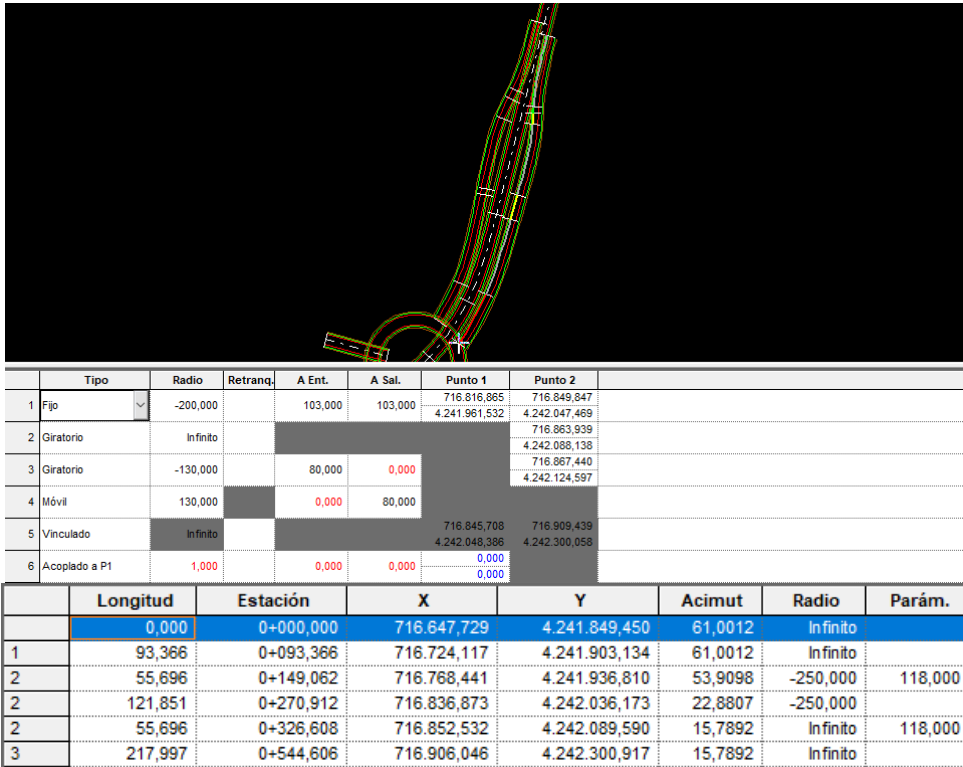 Tipo Radio Retranq. A Ent. A Sal. Punto 1 Punto 2
1 Fijo -200,000 103,000 103,000 716.816,865 716.849,847
4.241.961,532 4.242.047,469
2 Giratorio Infinito 716.863,939
4.242.088,138
3 Giratorio -130,000 80,000 0,000 716.867,440
4.242.124,597
4 Móvil 130,000 0,000 80,000
5 Vinculado Infinito 716.845,708 716.909,439
4.242.048,386 4.242.300,058
6 Acoplado a P1 1,000 0,000 0,000 0,000
0,000
Longitud Estación X Y Acimut Radio Parám.
0,000 0+000,000 716.647,729 4.241.849,450 61,0012 Infinito
1 93,366 0+093,366 716.724,117 4.241.903,134 61,0012 Infinito
2 55,696 0+149,062 716.768,441 4.241.936,810 53,9098 -250,000 118,000
2 121,851 0+270,912 716.836,873 4.242.036,173 22,8807 -250,000
2 55,696 0+326,608 716.852,532 4.242.089,590 15,7892 Infinito 118,000
3 217,997 0+544,606 716.906,046 4.242.300,917 15,7892 Infinito